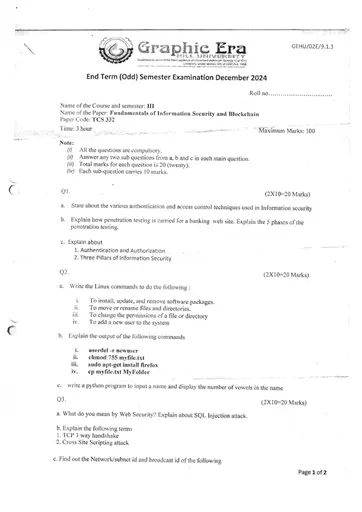 GEHU/02E/9.1.3
Graphic Era
HILL UNIVERSITY
End Term (Odd) Semester Examination December 2024
Roll no..............................
Name of the Course and semester: III
Name of the Paper: Fundamentals of Information Security and Blockchain
Paper Code: TCS 332
Time: 3 hour
Maximum Marks: 100
Note:
(i) All the questions are compulsory.
(ii) Answer any two sub questions from a, b and c in each main question.
(iii) Total marks for each question is 20 (twenty).
(iv) Each sub-question carries 10 marks.
Q1.
(2X10=20 Marks)
a. State about the various authentication and access control techniques used in Information security
b. Explain how penetration testing is carried for a banking web site. Explain the 5 phases of the
penetration testing.
c. Explain about
1. Authentication and Authorization
2. Three Pillars of Information Security
Q2.
(2X10=20 Marks)
a. Write the Linux commands to do the following :
i. To install, update, and remove software packages.
ii. To move or rename files and directories.
iii. To change the permissions of a file or directory
iv. To add a new user to the system
b. Explain the output of the following commands
i. userdel -r newuser
ii. chmod 755 myfile.txt
iii. sudo apt-get install firefox
iv. cp myfile.txt MyFolder
c. write a python program to input a name and display the number of vowels in the name
Q3.
(2X10=20 Marks)
a. What do you mean by Web Security? Explain about SQL Injection attack.
b. Explain the following terms
1. TCP 3 way handshake
2. Cross Site Scripting attack
c. Find out the Network/subnet id and broadcast id of the following
Page 1 of 2